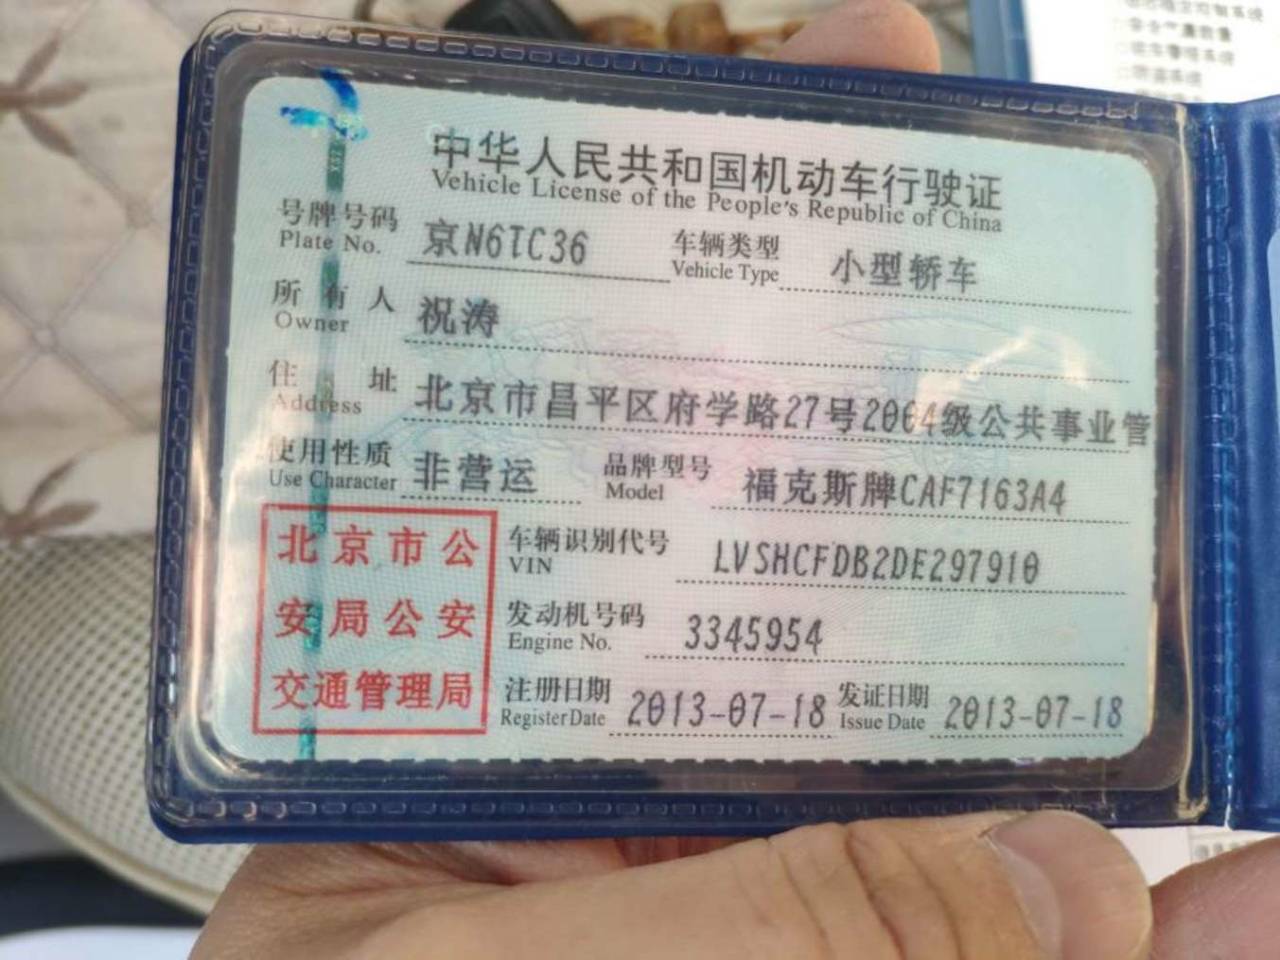 中华人民共和国机动车行驶证
Vehicle License of the People's Republic of China
号牌号码 京N6TC36 车辆类型 小型轿车
Plate No. Vehicle Type
所有人 祝涛
Owner
住址 北京市昌平区府学路27号2004级公共事业管
Address
使用性质 非营运 品牌型号 福克斯牌CAF7163A4
Use Character Model
车辆识别代号 LVSHCFDB2DE297910
VIN
发动机号码 3345954
Engine No.
注册日期 2013-07-18 发证日期 2013-07-18
Register Date Issue Date
北京市公
安局公安
交通管理局